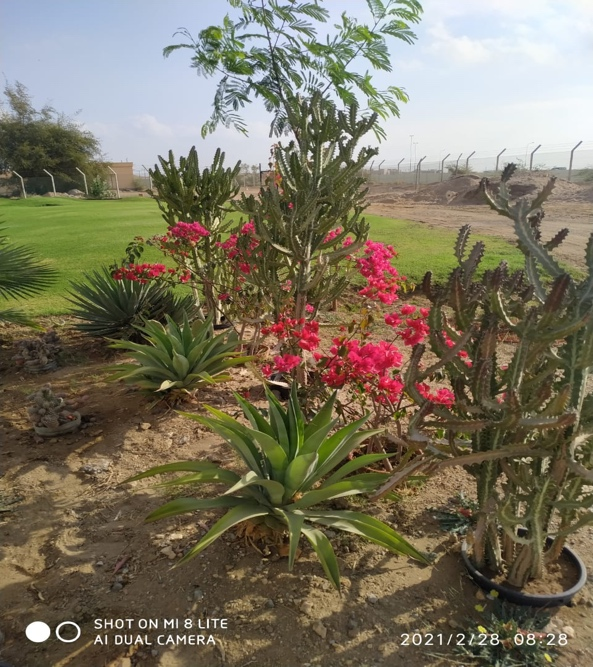 SHOT ON MI 8 LITE
AI DUAL CAMERA
2021/2/28 08:28